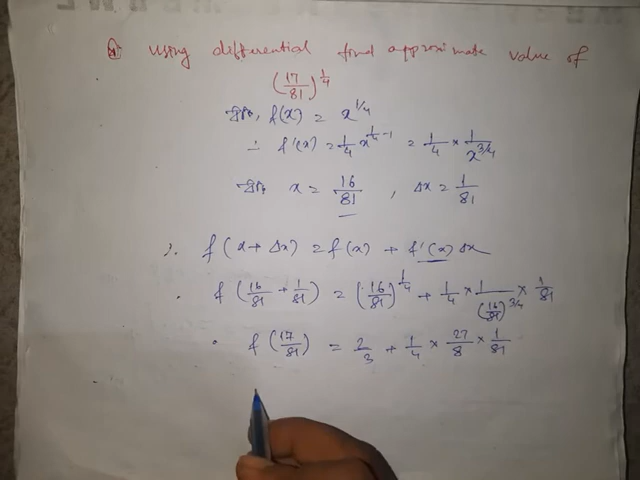 Using differential find approximate value of
(17/81)^1/4
ধরি, f(x) = x^1/4
∴ f'(x) = 1/4 x^1/4-1 = 1/4 × 1/x^3/4
ধরি x = 16/81 , Δx = 1/81
∴ f(x+Δx) = f(x) + f'(x) Δx
f(16/81 + 1/81) = (16/81)^1/4 + 1/4 × 1/(16/81)^3/4 × 1/81
f(17/81) = 2/3 + 1/4 × 27/8 × 1/81